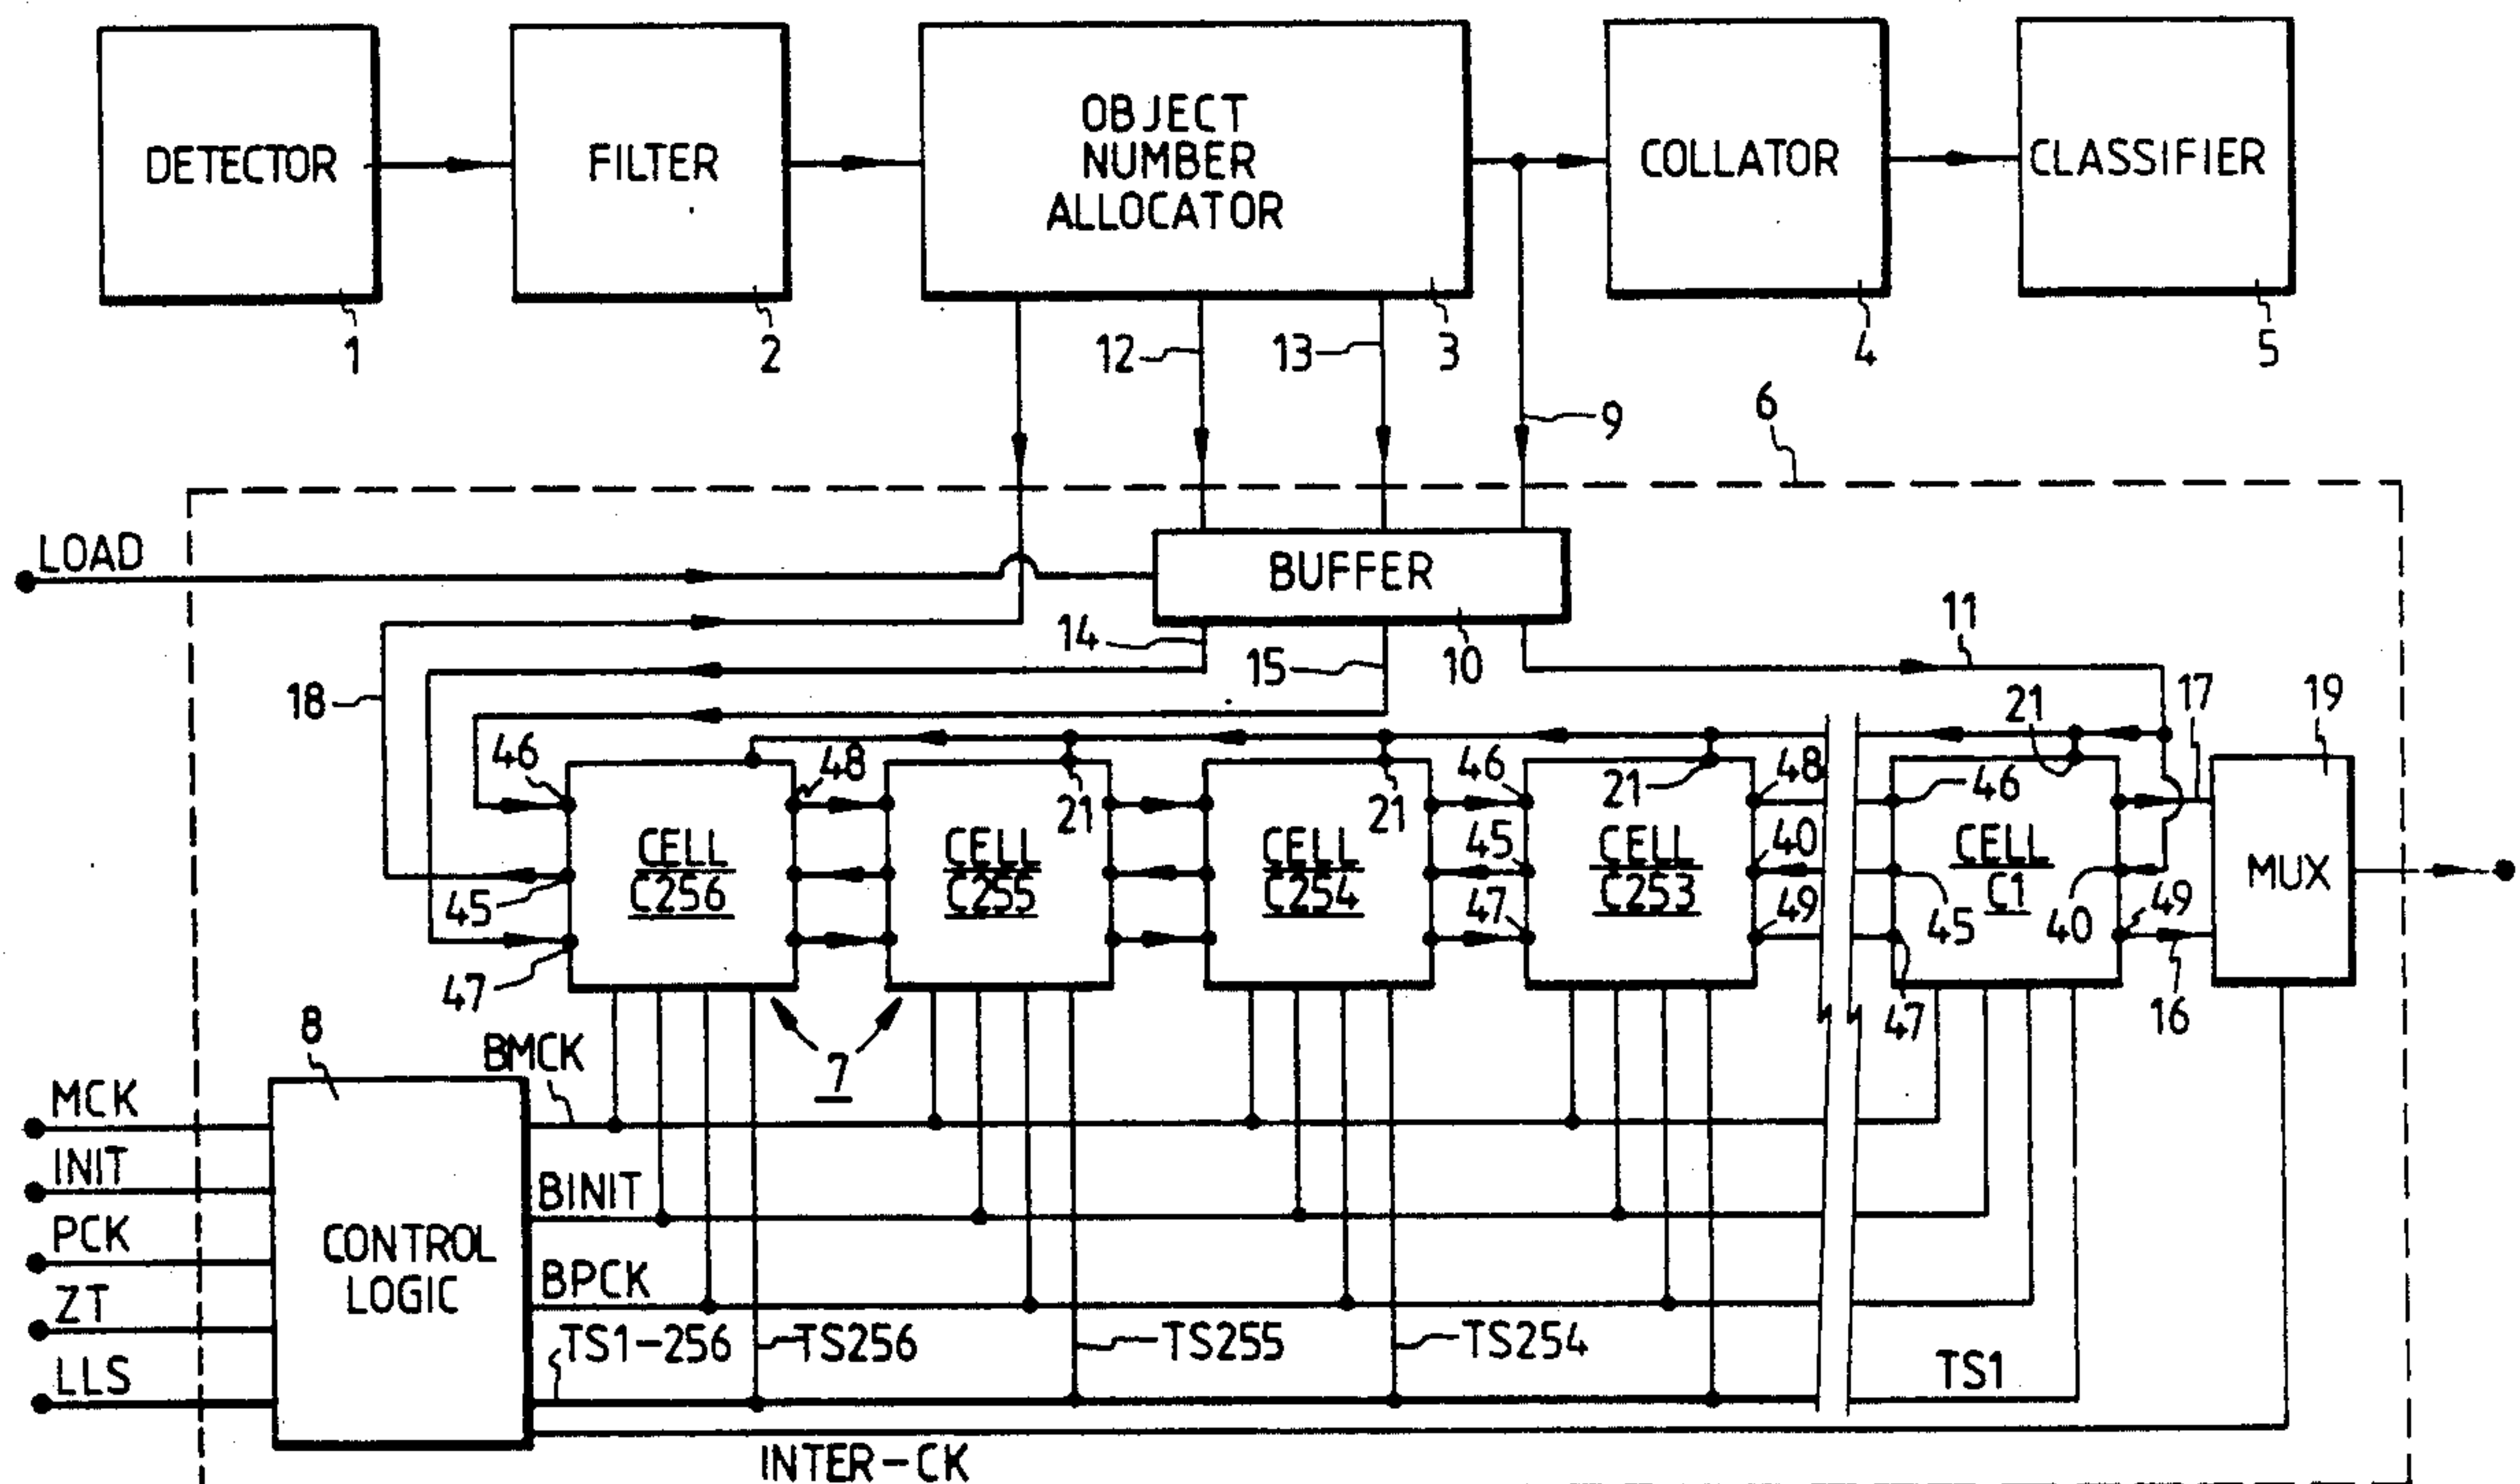 DETECTOR
FILTER
OBJECT
NUMBER
ALLOCATOR
COLLATOR
CLASSIFIER
1
2
12
13
3
9
4
5
6
LOAD
BUFFER
14
15
10
11
18
21
17
19
46
48
21
21
46
21
48
46
CELL
C256
CELL
C255
CELL
C254
45
CELL
C253
40
CELL
C1
MUX
45
47
49
45
40
49
47
47
16
8
BMCK
7
MCK
INIT
PCK
ZT
LLS
CONTROL
LOGIC
BINIT
BPCK
TS1-256
TS256
TS255
TS254
TS1
INTER-CK